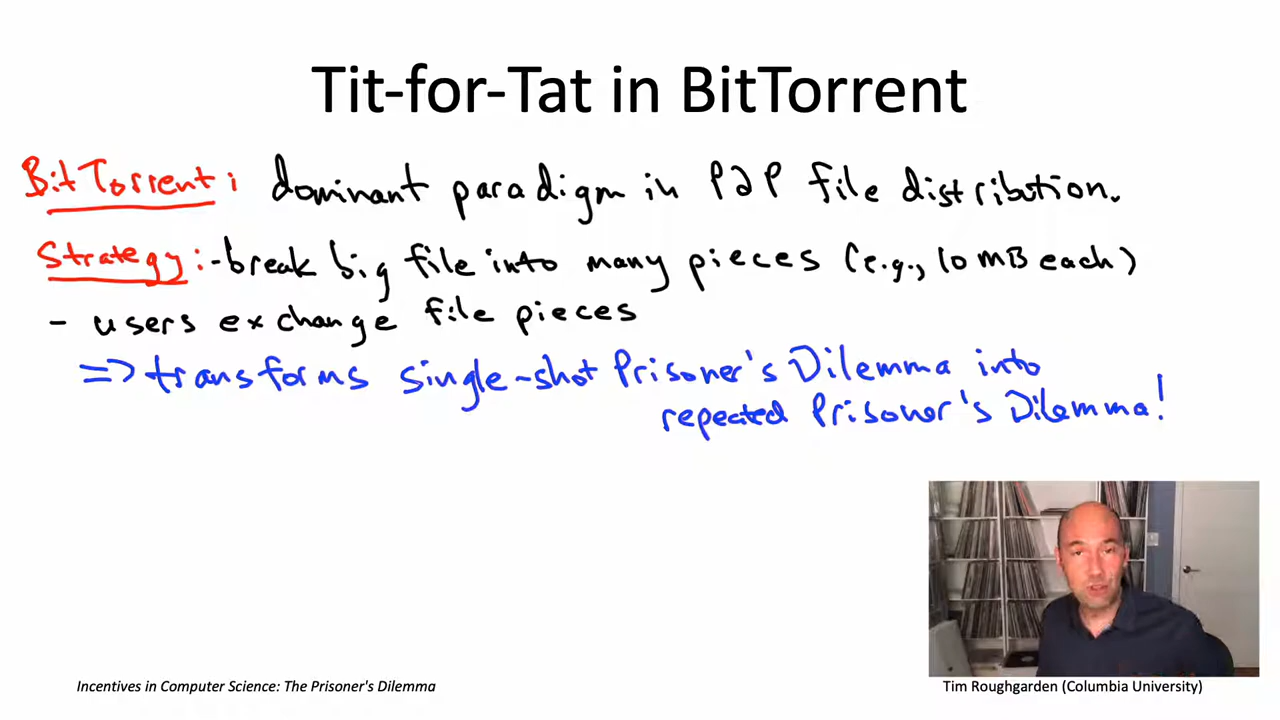 Tit-for-Tat in BitTorrent
BitTorrent: dominant paradigm in P2P file distribution.
Strategy: - break big file into many pieces (e.g., 10 MB each)
- users exchange file pieces
=> transforms single-shot Prisoner's Dilemma into
repeated Prisoner's Dilemma!
Incentives in Computer Science: The Prisoner's Dilemma
Tim Roughgarden (Columbia University)